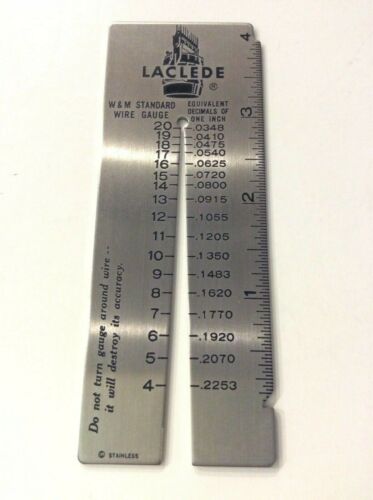 LACLEDE
®
W & M STANDARD
WIRE GAUGE
EQUIVALENT
DECIMALS OF
ONE INCH
20 .0348
19 .0410
18 .0475
17 .0540
16 .0625
15 .0720
14 .0800
13 .0915
12 .1055
11 .1205
10 .1350
9 .1483
8 .1620
7 .1770
6 .1920
5 .2070
4 .2253
4
3
2
1
Do not turn gauge around wire --
it will destroy its accuracy.
STAINLESS